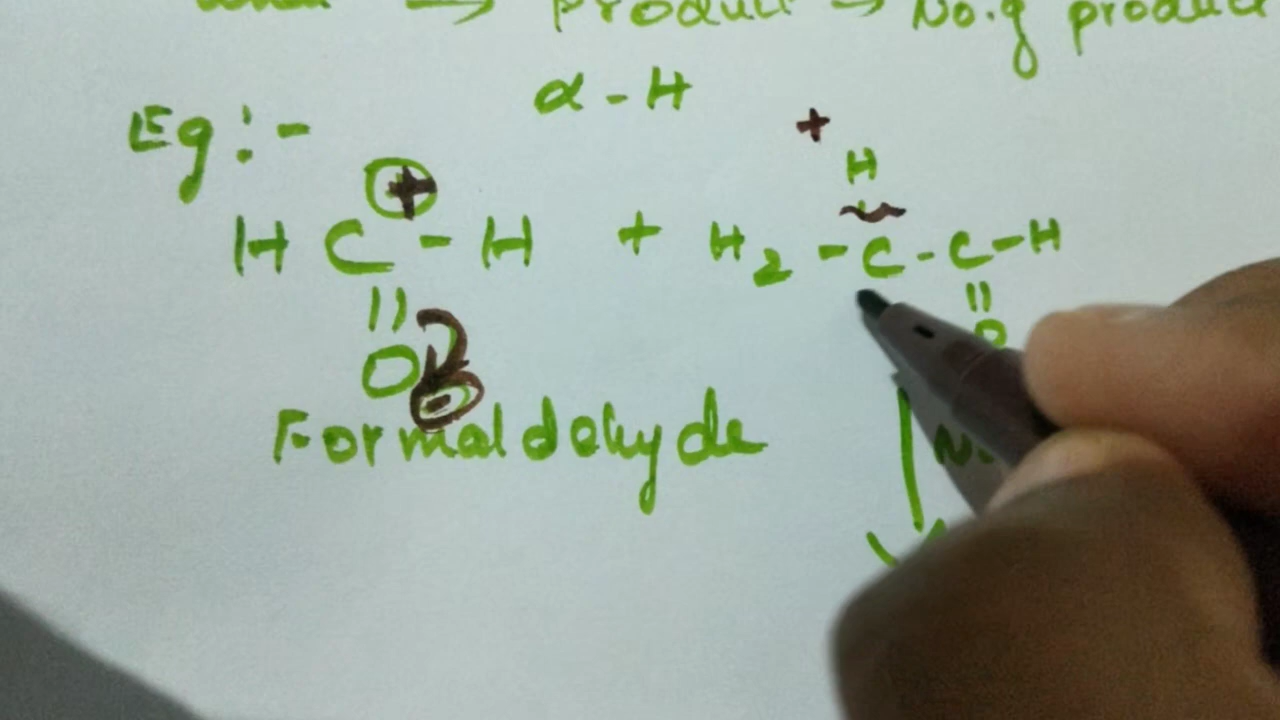 → product → No. of product
α - H
Eg :-
+
H
H C - H + H2 - C - C - H
+
||
||
O
O
-
Formaldehyde
N